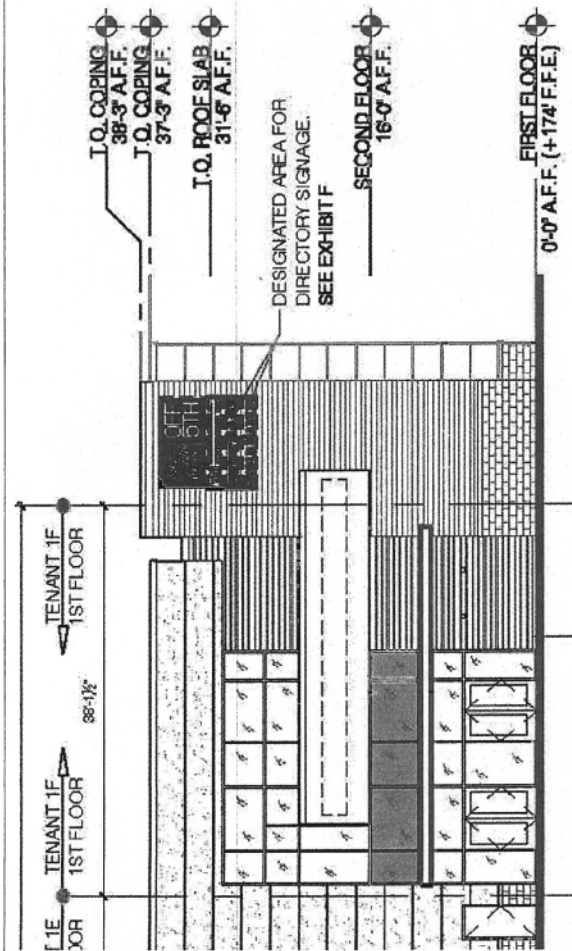 T.O. COPING
38'-3" A.F.F.
T.O. COPING
37'-3" A.F.F.
T.O. ROOF SLAB
31'-6" A.F.F.
DESIGNATED AREA FOR
DIRECTORY SIGNAGE.
SEE EXHIBIT F
SECOND FLOOR
16'-0" A.F.F.
FIRST FLOOR
0'-0" A.F.F. (+174' F.F.E.)
TENANT 1F
1ST FLOOR
38'-1½"
TENANT 1F
1ST FLOOR
T 1E
OOR
OFF
5TH